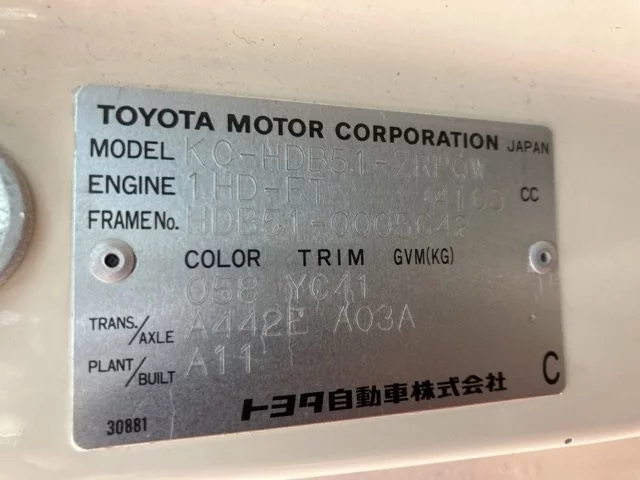 TOYOTA MOTOR CORPORATION JAPAN
MODEL KC-HDB51-ZRPQW
ENGINE 1HD-FT 4163 CC
FRAME No. HDB51-0005642
COLOR TRIM GVM(KG)
058 YC41
TRANS./AXLE A442E A03A
PLANT/BUILT A11
トヨタ自動車株式会社 C
30881